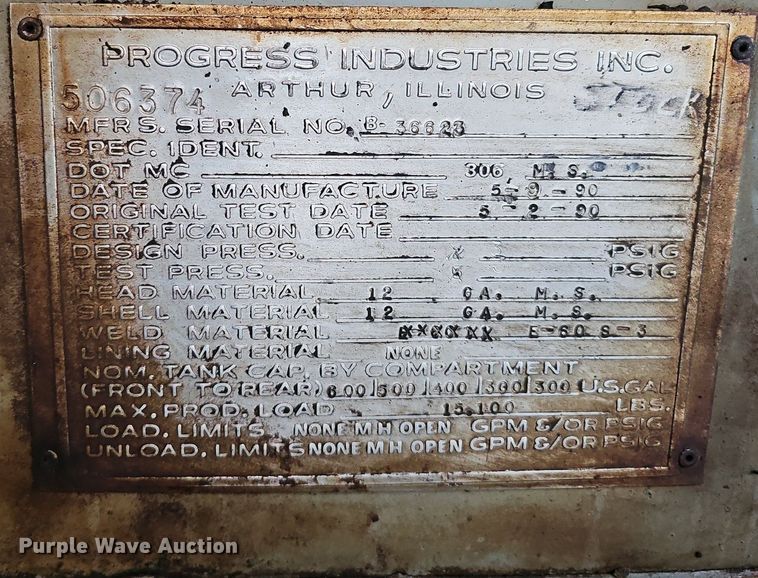 PROGRESS INDUSTRIES INC.
506374 ARTHUR, ILLINOIS Stock
MFRS. SERIAL NO. B-36623
SPEC. IDENT.
DOT MC 306 M.S.
DATE OF MANUFACTURE 5-9-90
ORIGINAL TEST DATE 5-2-90
CERTIFICATION DATE
DESIGN PRESS. PSIG
TEST PRESS. PSIG
HEAD MATERIAL 12 GA. M.S.
SHELL MATERIAL 12 GA. M.S.
WELD MATERIAL E-60 S-3
LINING MATERIAL NONE
NOM. TANK CAP. BY COMPARTMENT
(FRONT TO REAR) 600|500|400|300|300 U.S.GAL
MAX. PROD. LOAD 15,100 LBS.
LOAD. LIMITS NONE MH OPEN GPM &/OR PSIG
UNLOAD. LIMITS NONE MH OPEN GPM &/OR PSIG
Purple Wave Auction